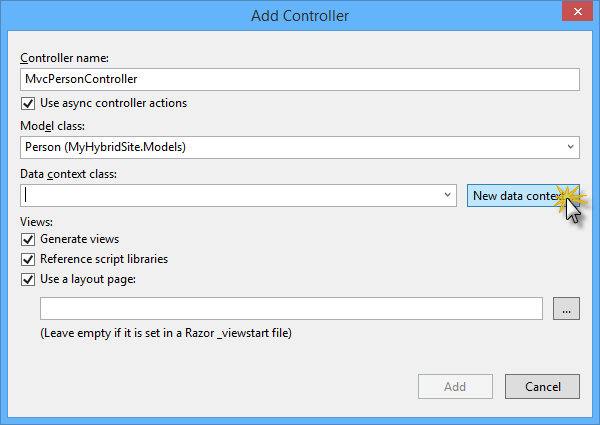 Add Controller
Controller name:
MvcPersonController
Use async controller actions
Model class:
Person (MyHybridSite.Models)
Data context class:
New data context
Views:
Generate views
Reference script libraries
Use a layout page:
...
(Leave empty if it is set in a Razor _viewstart file)
Add
Cancel